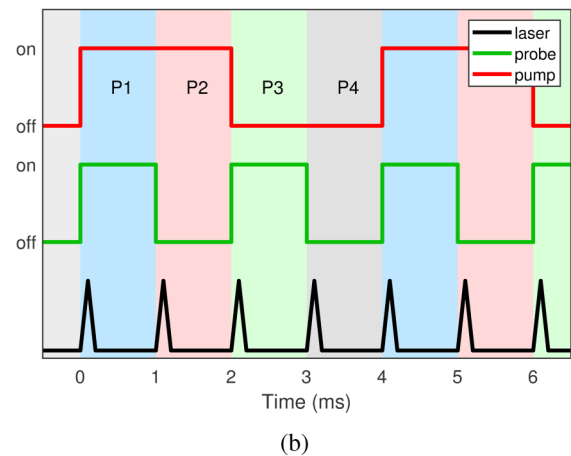 on
off
on
off
P1 P2 P3 P4
laser
probe
pump
0 1 2 3 4 5 6
Time (ms)
(b)